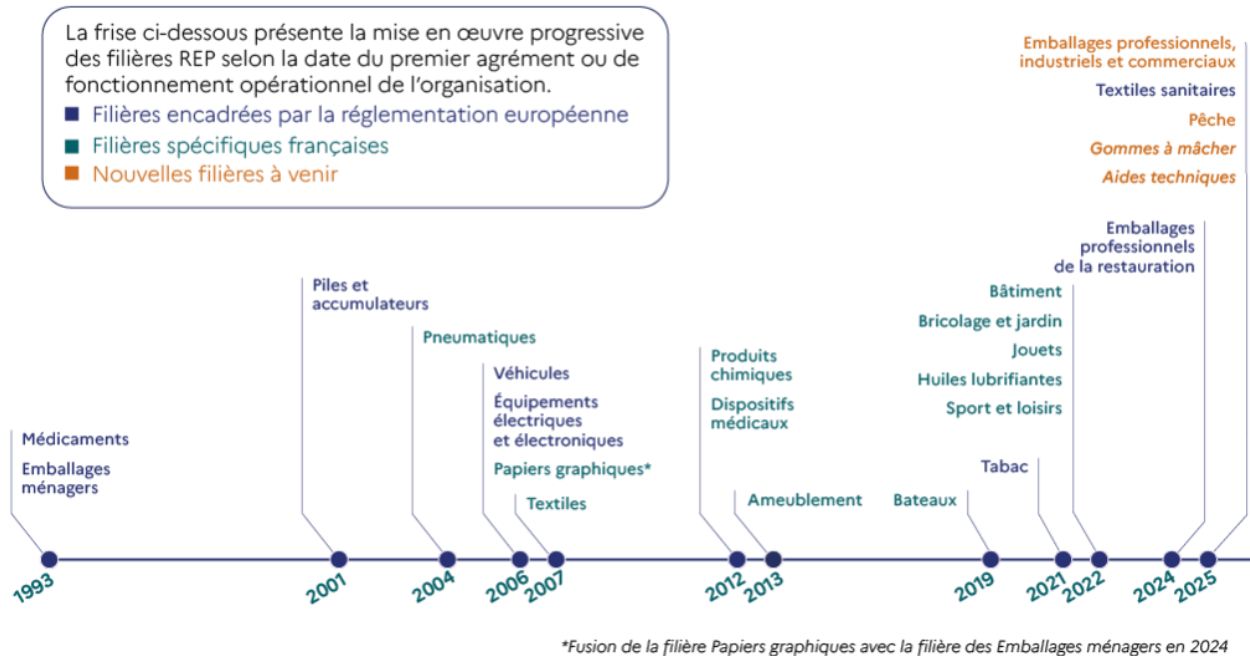 La frise ci-dessous présente la mise en œuvre progressive
des filières REP selon la date du premier agrément ou de
fonctionnement opérationnel de l'organisation.
Filières encadrées par la réglementation européenne
Filières spécifiques françaises
Nouvelles filières à venir
Médicaments
Emballages
ménagers
Piles et
accumulateurs
Pneumatiques
Véhicules
Équipements
électriques
et électroniques
Papiers graphiques*
Textiles
Produits
chimiques
Dispositifs
médicaux
Ameublement
Bateaux
Tabac
Bâtiment
Bricolage et jardin
Jouets
Huiles lubrifiantes
Sport et loisirs
Emballages
professionnels
de la restauration
Emballages professionnels,
industriels et commerciaux
Textiles sanitaires
Pêche
Gommes à mâcher
Aides techniques
1993
2001
2004
2006
2007
2012
2013
2019
2021
2022
2024
2025
*Fusion de la filière Papiers graphiques avec la filière des Emballages ménagers en 2024